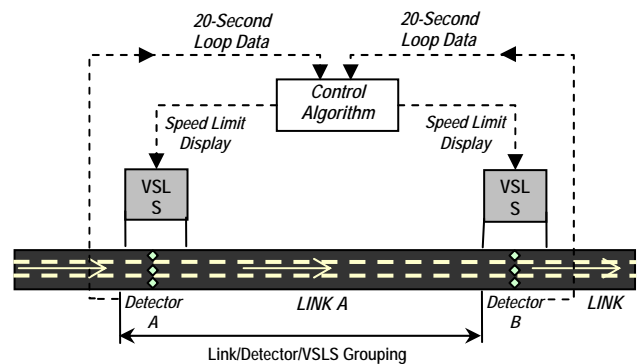 20-Second
Loop Data
20-Second
Loop Data
Control
Algorithm
Speed Limit
Display
Speed Limit
Display
VSL
S
VSL
S
Detector
A
LINK A
Detector
B
LINK
Link/Detector/VSLS Grouping